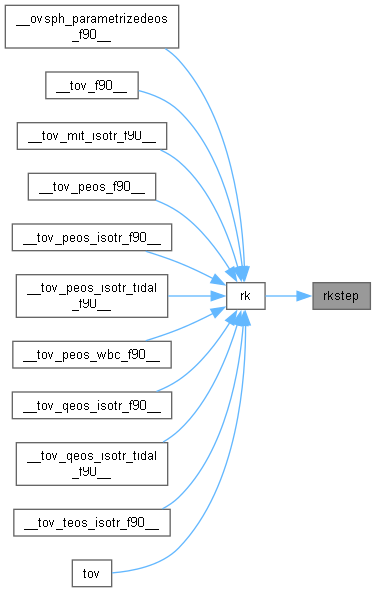 __ovsph_parametrizedeos
_f90__
__tov_f90__
__tov_mit_isotr_f90__
__tov_peos_f90__
__tov_peos_isotr_f90__
__tov_peos_isotr_tidal
_f90__
rk
rkstep
__tov_peos_wbc_f90__
__tov_qeos_isotr_f90__
__tov_qeos_isotr_tidal
_f90__
__tov_teos_isotr_f90__
tov